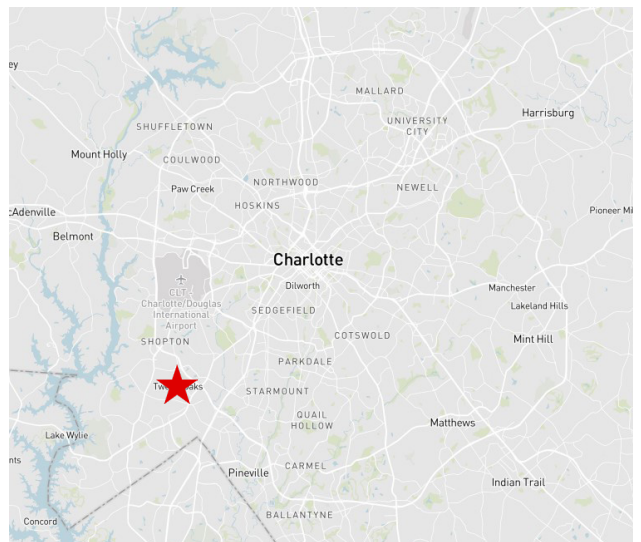 ey
MALLARD
Harrisburg
UNIVERSITY
CITY
SHUFFLETOWN
Mount Holly
COULWOOD
NORTHWOOD
Paw Creek
NEWELL
HOSKINS
cAdenville
Pioneer Mi
Belmont
Charlotte
Dilworth
CLT -
Charlotte/Douglas
International
Airport
Manchester
Lakeland Hills
SEDGEFIELD
COTSWOLD
SHOPTON
Mint Hill
PARKDALE
STARMOUNT
QUAIL
HOLLOW
Matthews
Lake Wylie
nts
CARMEL
Pineville
Indian Trail
BALLANTYNE
Concord